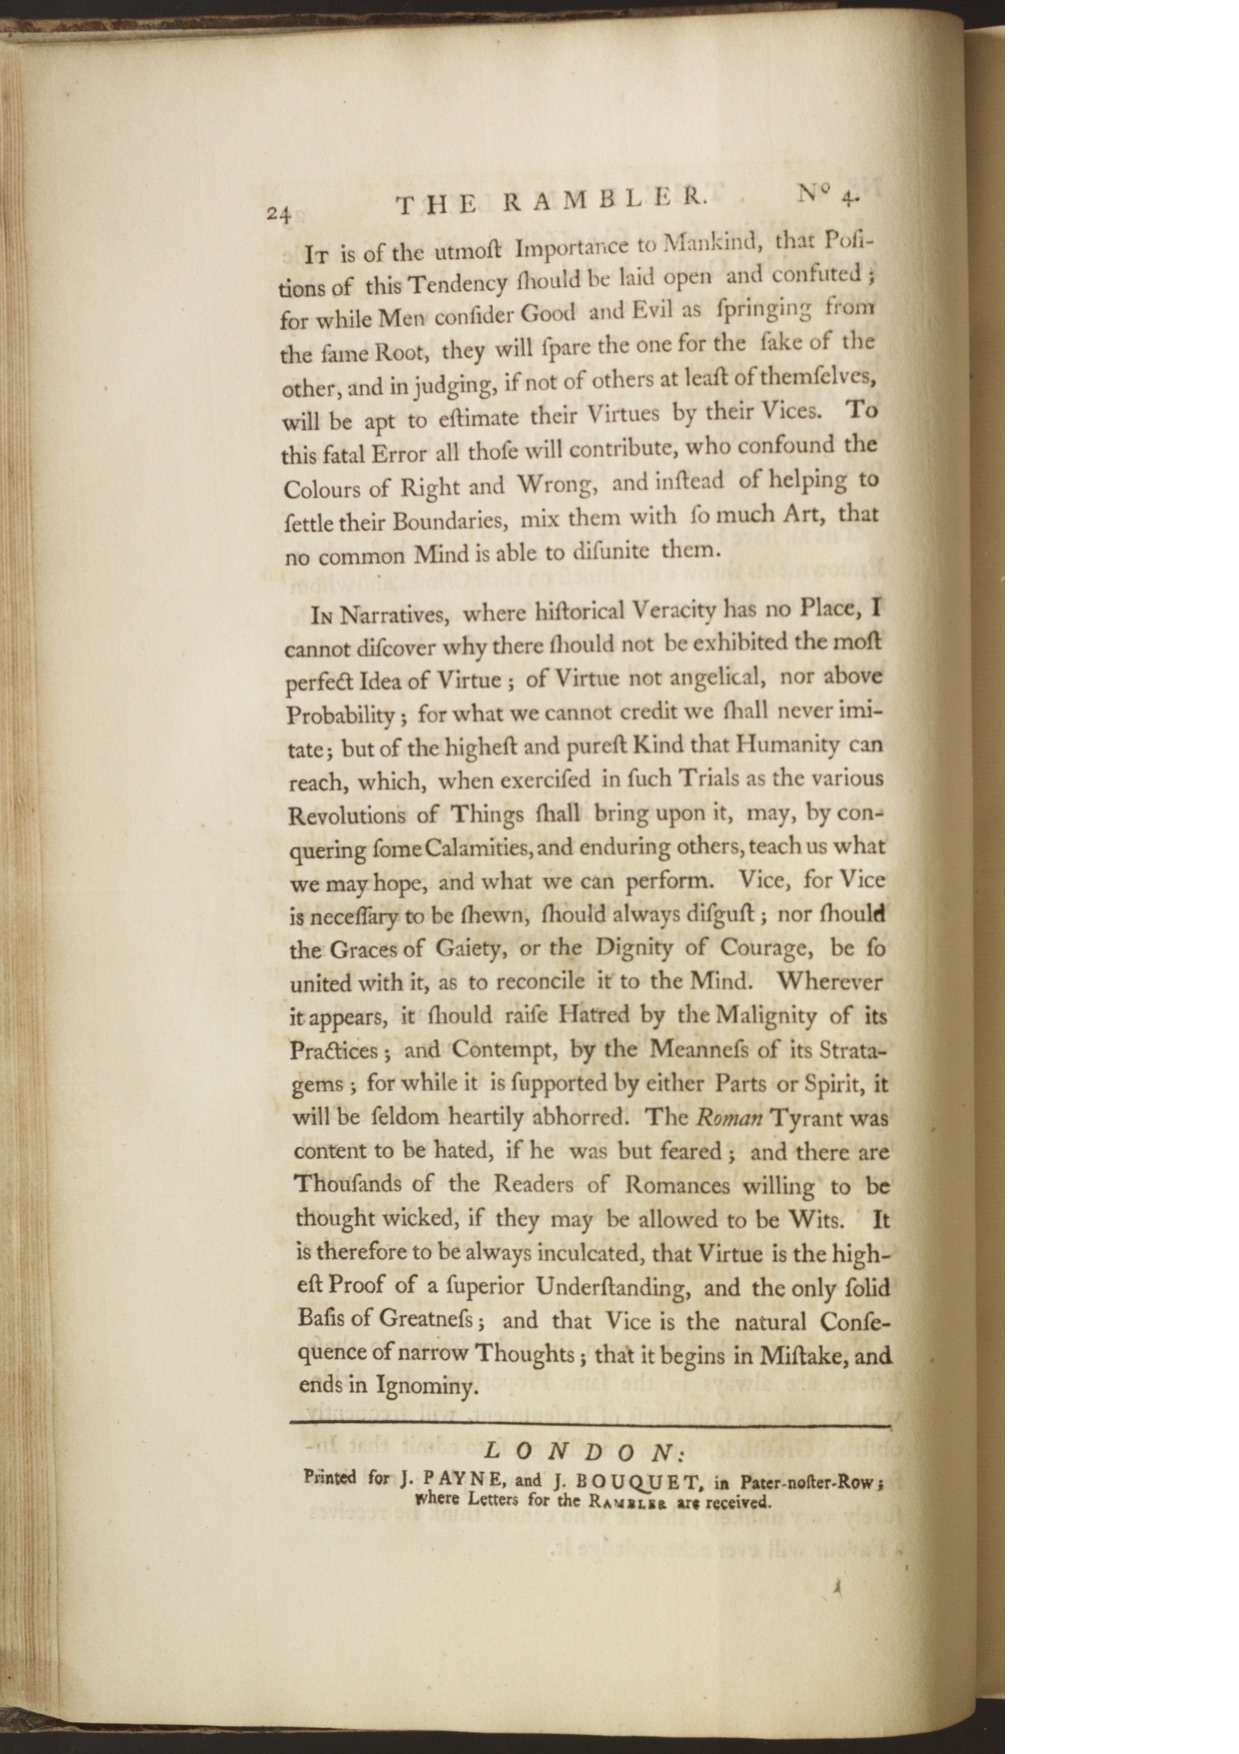 24 THE RAMBLER. Nº 4.
IT is of the utmoſt Importance to Mankind, that Poſi-
tions of this Tendency ſhould be laid open and confuted ;
for while Men conſider Good and Evil as ſpringing from
the ſame Root, they will ſpare the one for the ſake of the
other, and in judging, if not of others at leaſt of themſelves,
will be apt to eſtimate their Virtues by their Vices. To
this fatal Error all thoſe will contribute, who confound the
Colours of Right and Wrong, and inſtead of helping to
ſettle their Boundaries, mix them with ſo much Art, that
no common Mind is able to diſunite them.
IN Narratives, where hiſtorical Veracity has no Place, I
cannot diſcover why there ſhould not be exhibited the moſt
perfect Idea of Virtue ; of Virtue not angelical, nor above
Probability ; for what we cannot credit we ſhall never imi-
tate ; but of the higheſt and pureſt Kind that Humanity can
reach, which, when exerciſed in ſuch Trials as the various
Revolutions of Things ſhall bring upon it, may, by con-
quering ſome Calamities, and enduring others, teach us what
we may hope, and what we can perform. Vice, for Vice
is neceſſary to be ſhewn, ſhould always diſguſt ; nor ſhould
the Graces of Gaiety, or the Dignity of Courage, be ſo
united with it, as to reconcile it to the Mind. Wherever
it appears, it ſhould raiſe Hatred by the Malignity of its
Practices ; and Contempt, by the Meanneſs of its Strata-
gems ; for while it is ſupported by either Parts or Spirit, it
will be ſeldom heartily abhorred. The Roman Tyrant was
content to be hated, if he was but feared ; and there are
Thouſands of the Readers of Romances willing to be
thought wicked, if they may be allowed to be Wits. It
is therefore to be always inculcated, that Virtue is the high-
eſt Proof of a ſuperior Underſtanding, and the only ſolid
Baſis of Greatneſs ; and that Vice is the natural Conſe-
quence of narrow Thoughts ; that it begins in Miſtake, and
ends in Ignominy.
LONDON:
Printed for J. PAYNE, and J. BOUQUET, in Pater-noſter-Row ;
where Letters for the RAMBLER are received.